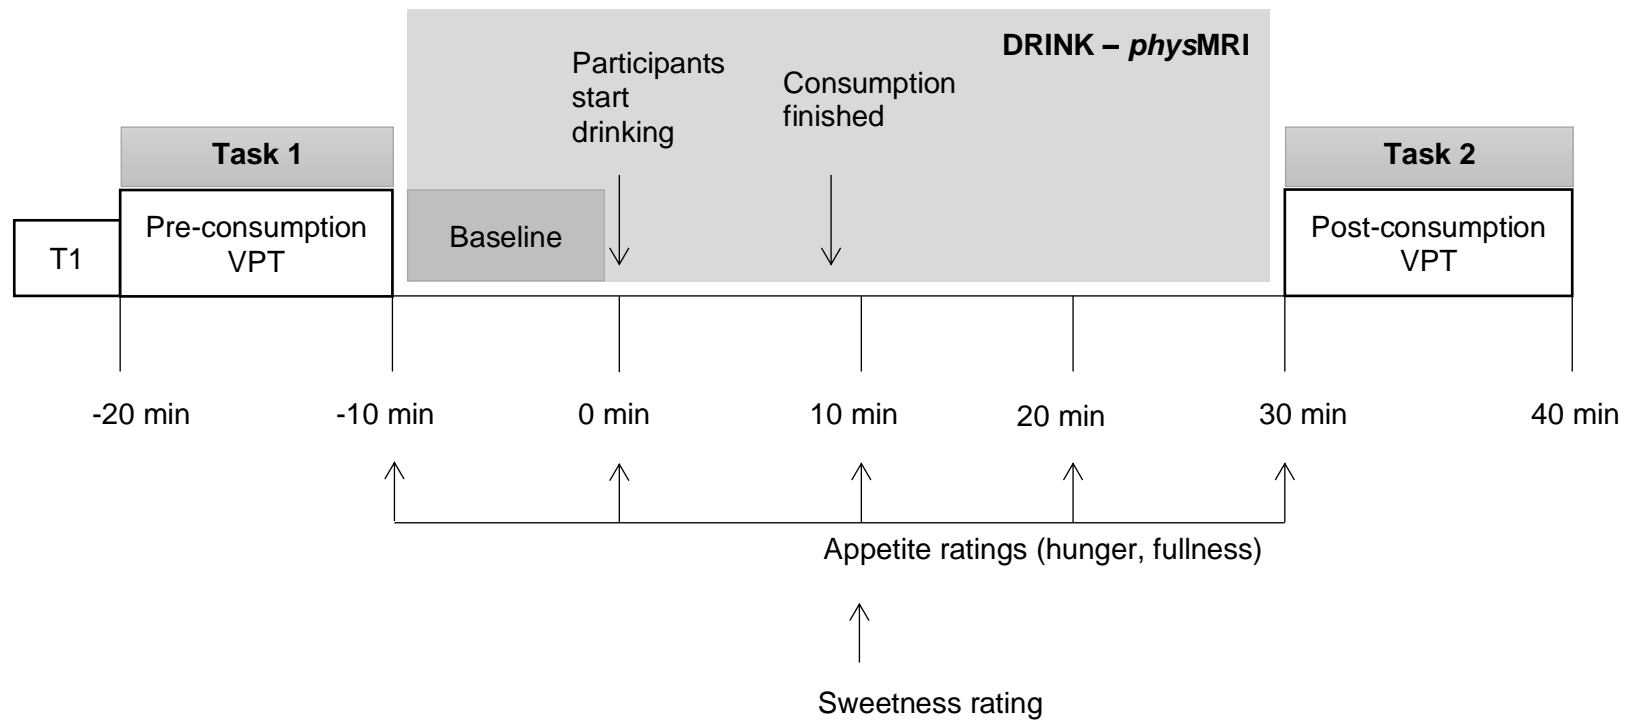 DRINK – physMRI
Participants
start
drinking
Consumption
finished
Task 1
Task 2
T1
Pre-consumption
VPT
Baseline
Post-consumption
VPT
-20 min
-10 min
0 min
10 min
20 min
30 min
40 min
Appetite ratings (hunger, fullness)
Sweetness rating